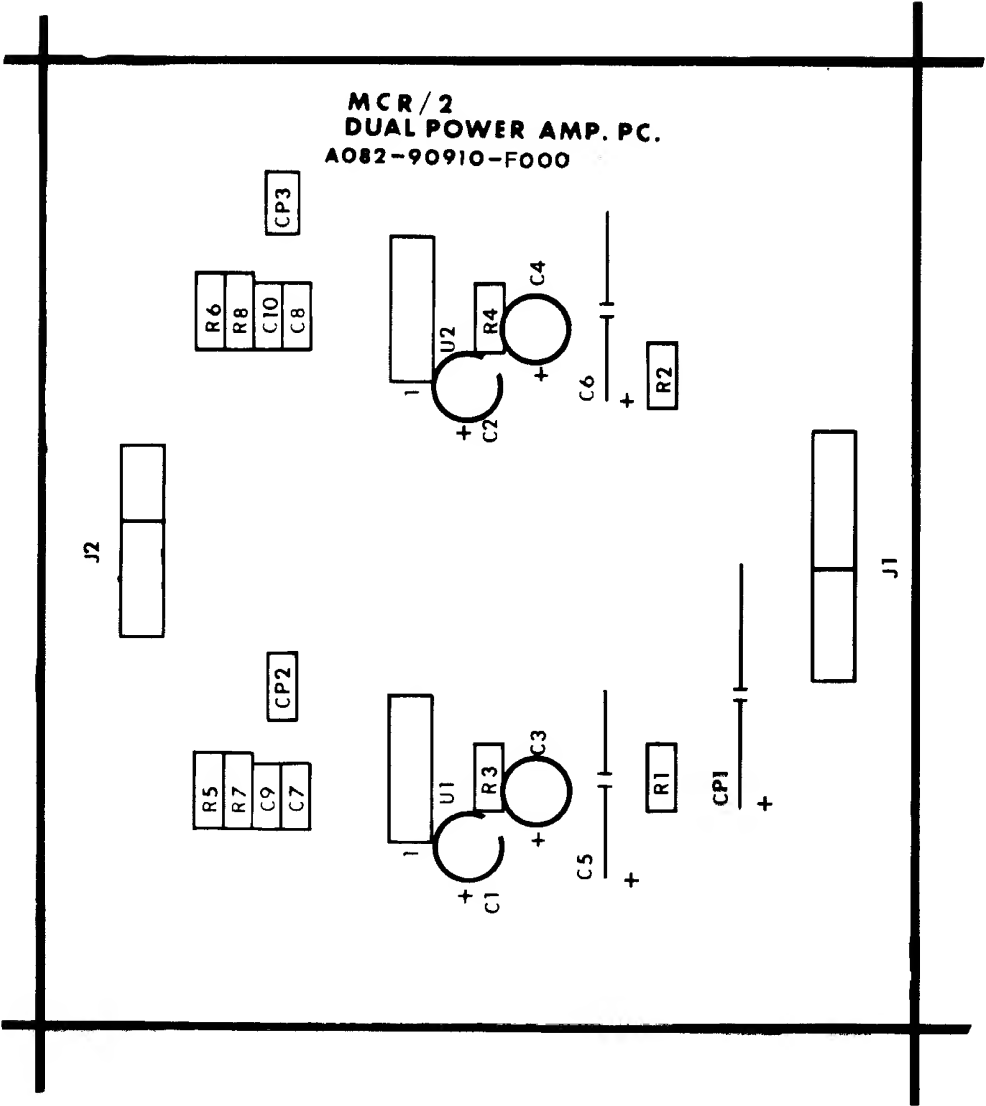 MCR/2
DUAL POWER AMP. PC.
A082-90910-F000
CP3
R6
R8
C10
C8
1
U2
R4
C4
+
C2
+
C6
+
R2
J2
J1
CP2
R5
R7
C9
C7
1
U1
R3
C3
+
C1
+
C5
+
R1
CP1
+